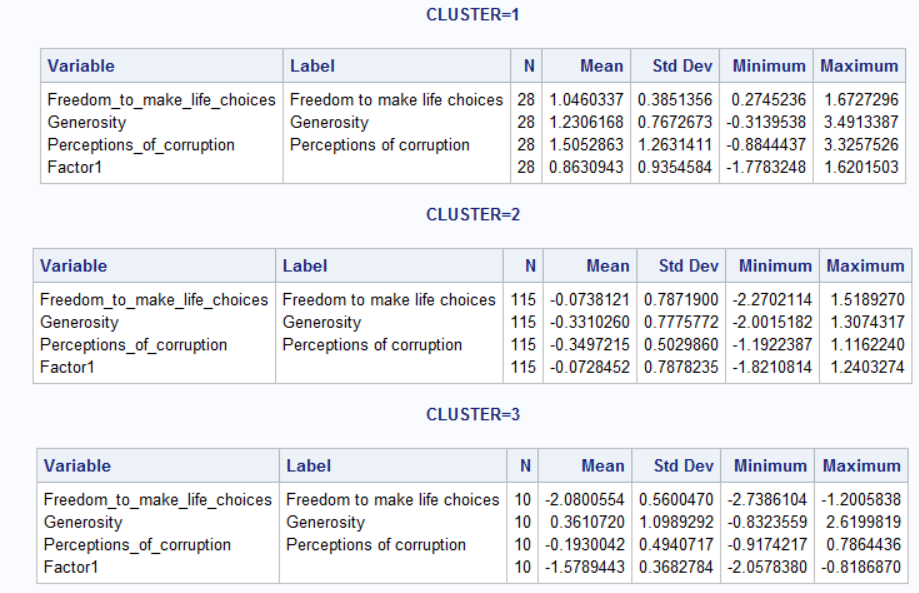 CLUSTER=1
Variable Label N Mean Std Dev Minimum Maximum
Freedom_to_make_life_choices Freedom to make life choices 28 1.0460337 0.3851356 0.2745236 1.6727296
Generosity Generosity 28 1.2306168 0.7672673 -0.3139538 3.4913387
Perceptions_of_corruption Perceptions of corruption 28 1.5052863 1.2631411 -0.8844437 3.3257526
Factor1 28 0.8630943 0.9354584 -1.7783248 1.6201503
CLUSTER=2
Variable Label N Mean Std Dev Minimum Maximum
Freedom_to_make_life_choices Freedom to make life choices 115 -0.0738121 0.7871900 -2.2702114 1.5189270
Generosity Generosity 115 -0.3310260 0.7775772 -2.0015182 1.3074317
Perceptions_of_corruption Perceptions of corruption 115 -0.3497215 0.5029860 -1.1922387 1.1162240
Factor1 115 -0.0728452 0.7878235 -1.8210814 1.2403274
CLUSTER=3
Variable Label N Mean Std Dev Minimum Maximum
Freedom_to_make_life_choices Freedom to make life choices 10 -2.0800554 0.5600470 -2.7386104 -1.2005838
Generosity Generosity 10 0.3610720 1.0989292 -0.8323559 2.6199819
Perceptions_of_corruption Perceptions of corruption 10 -0.1930042 0.4940717 -0.9174217 0.7864436
Factor1 10 -1.5789443 0.3682784 -2.0578380 -0.8186870